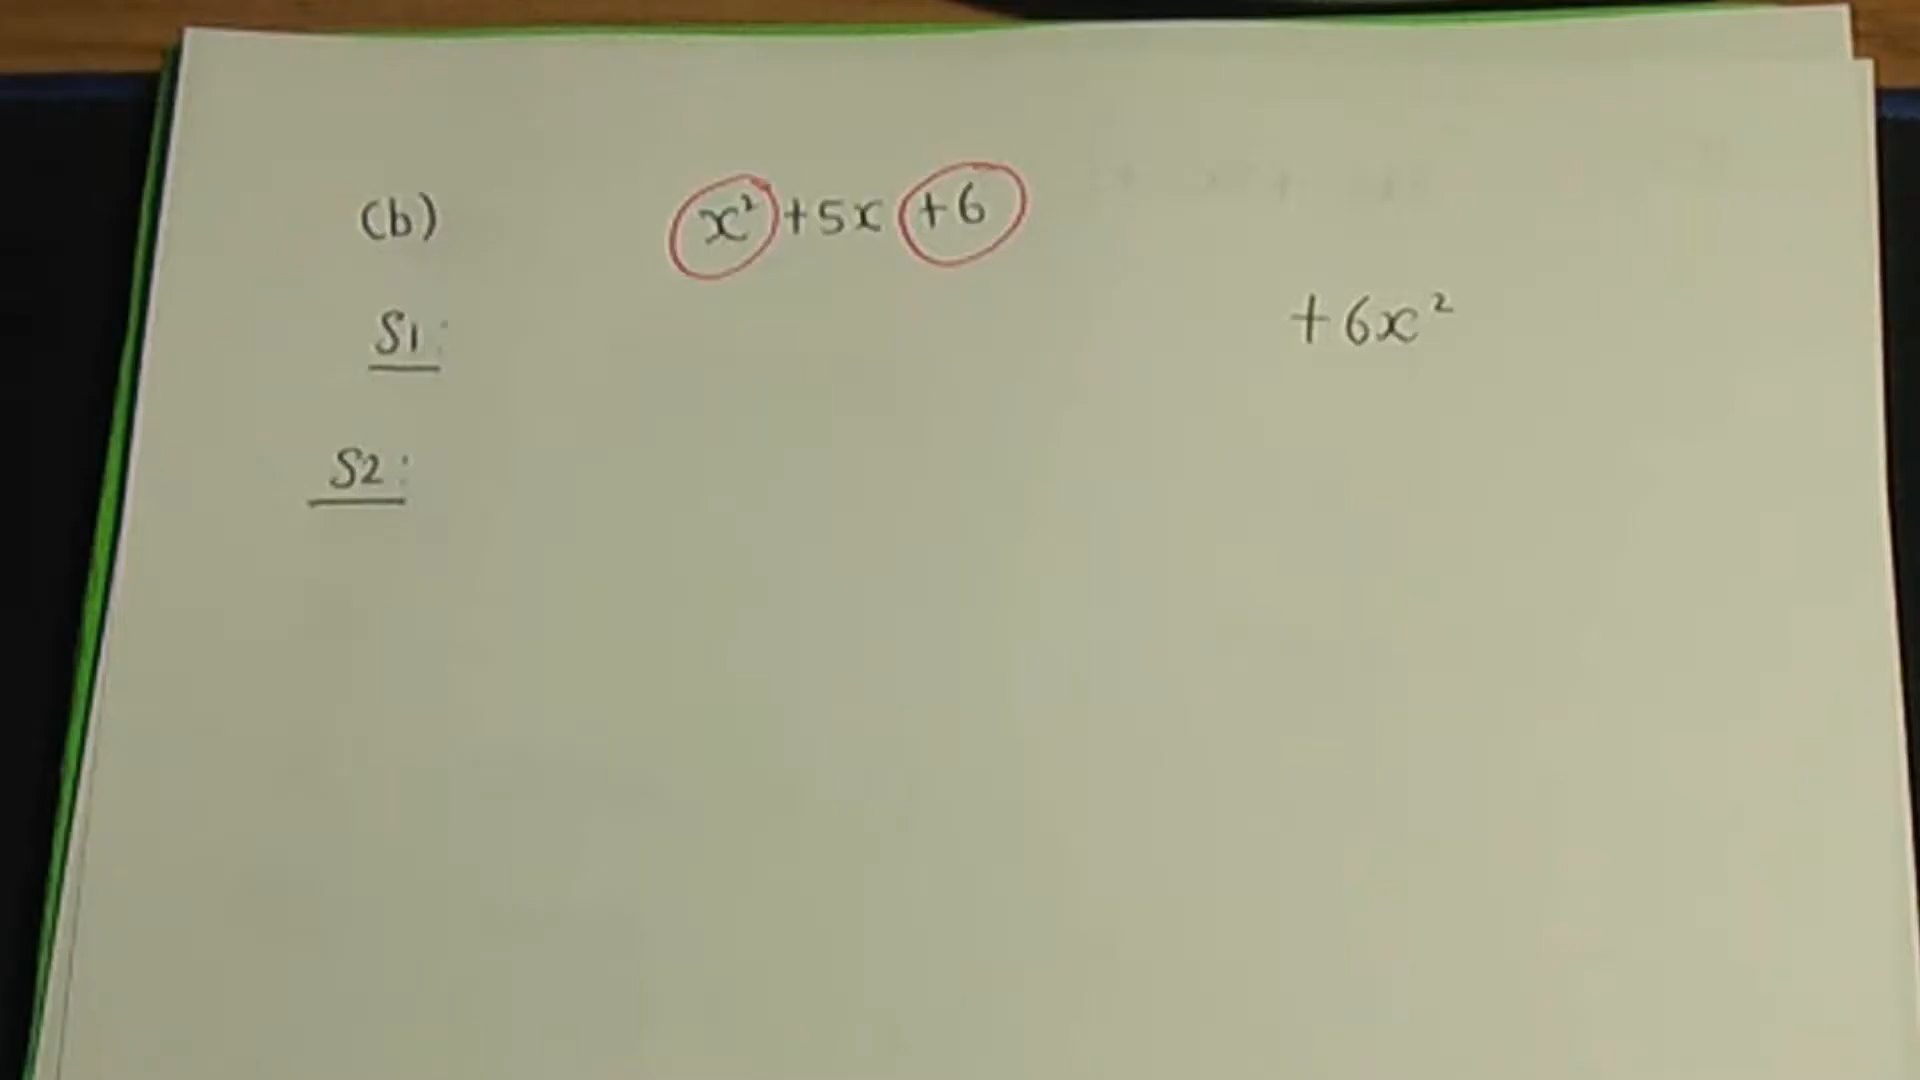 (b) x² + 5x + 6
S1:
+ 6x²
S2: